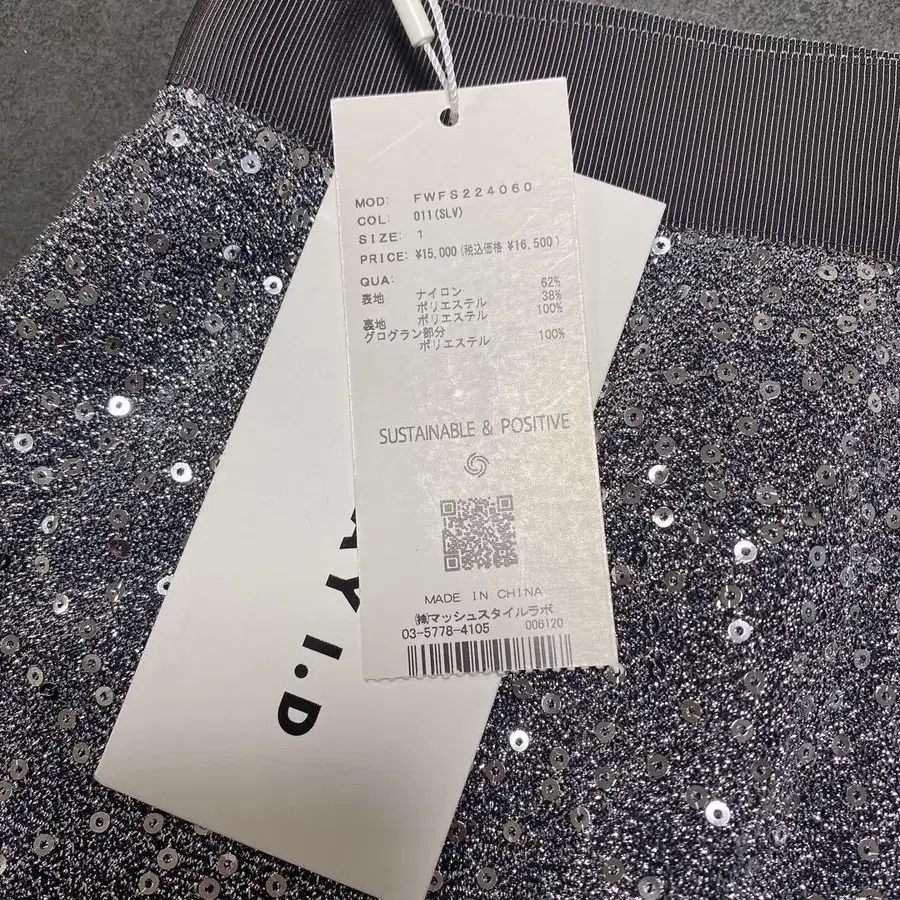 MOD: FWFS224060
COL: 011(SLV)
SIZE: 1
PRICE: ¥15,000(税込価格 ¥16,500)
QUA:
表地 ナイロン 62%
ポリエステル 38%
裏地 ポリエステル 100%
グログラン部分
ポリエステル 100%
SUSTAINABLE & POSITIVE
MADE IN CHINA
㈱マッシュスタイルラボ
03-5778-4105 006120
AY I.D